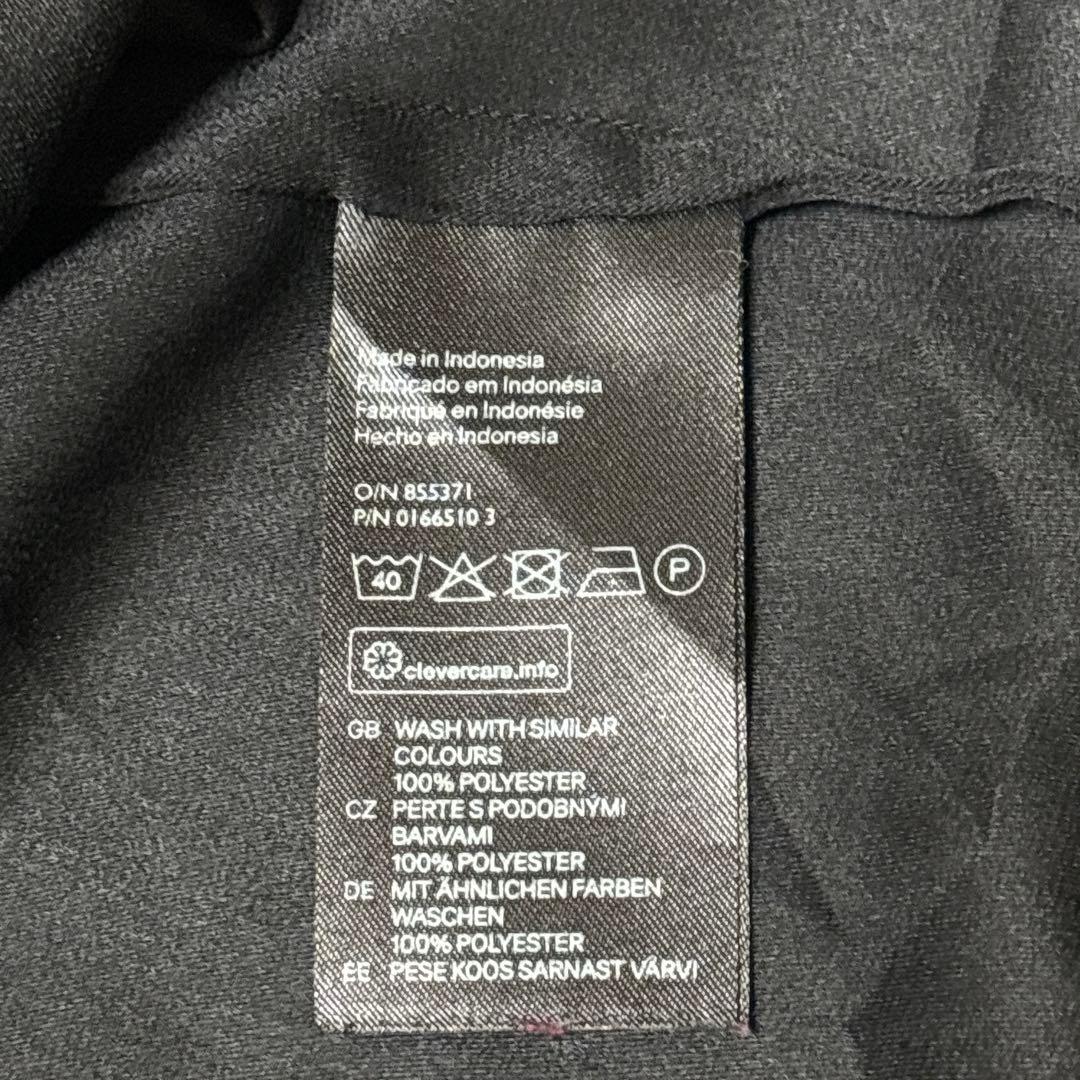 Made in Indonesia
Fabricado em Indonésia
Fabriqué en Indonésie
Hecho en Indonesia
O/N 855371
P/N 0166510 3
40 P
clevercare.info
GB WASH WITH SIMILAR
COLOURS
100% POLYESTER
CZ PERTE S PODOBNÝMI
BARVAMI
100% POLYESTER
DE MIT ÄHNLICHEN FARBEN
WASCHEN
100% POLYESTER
EE PESE KOOS SARNAST VÄRVI